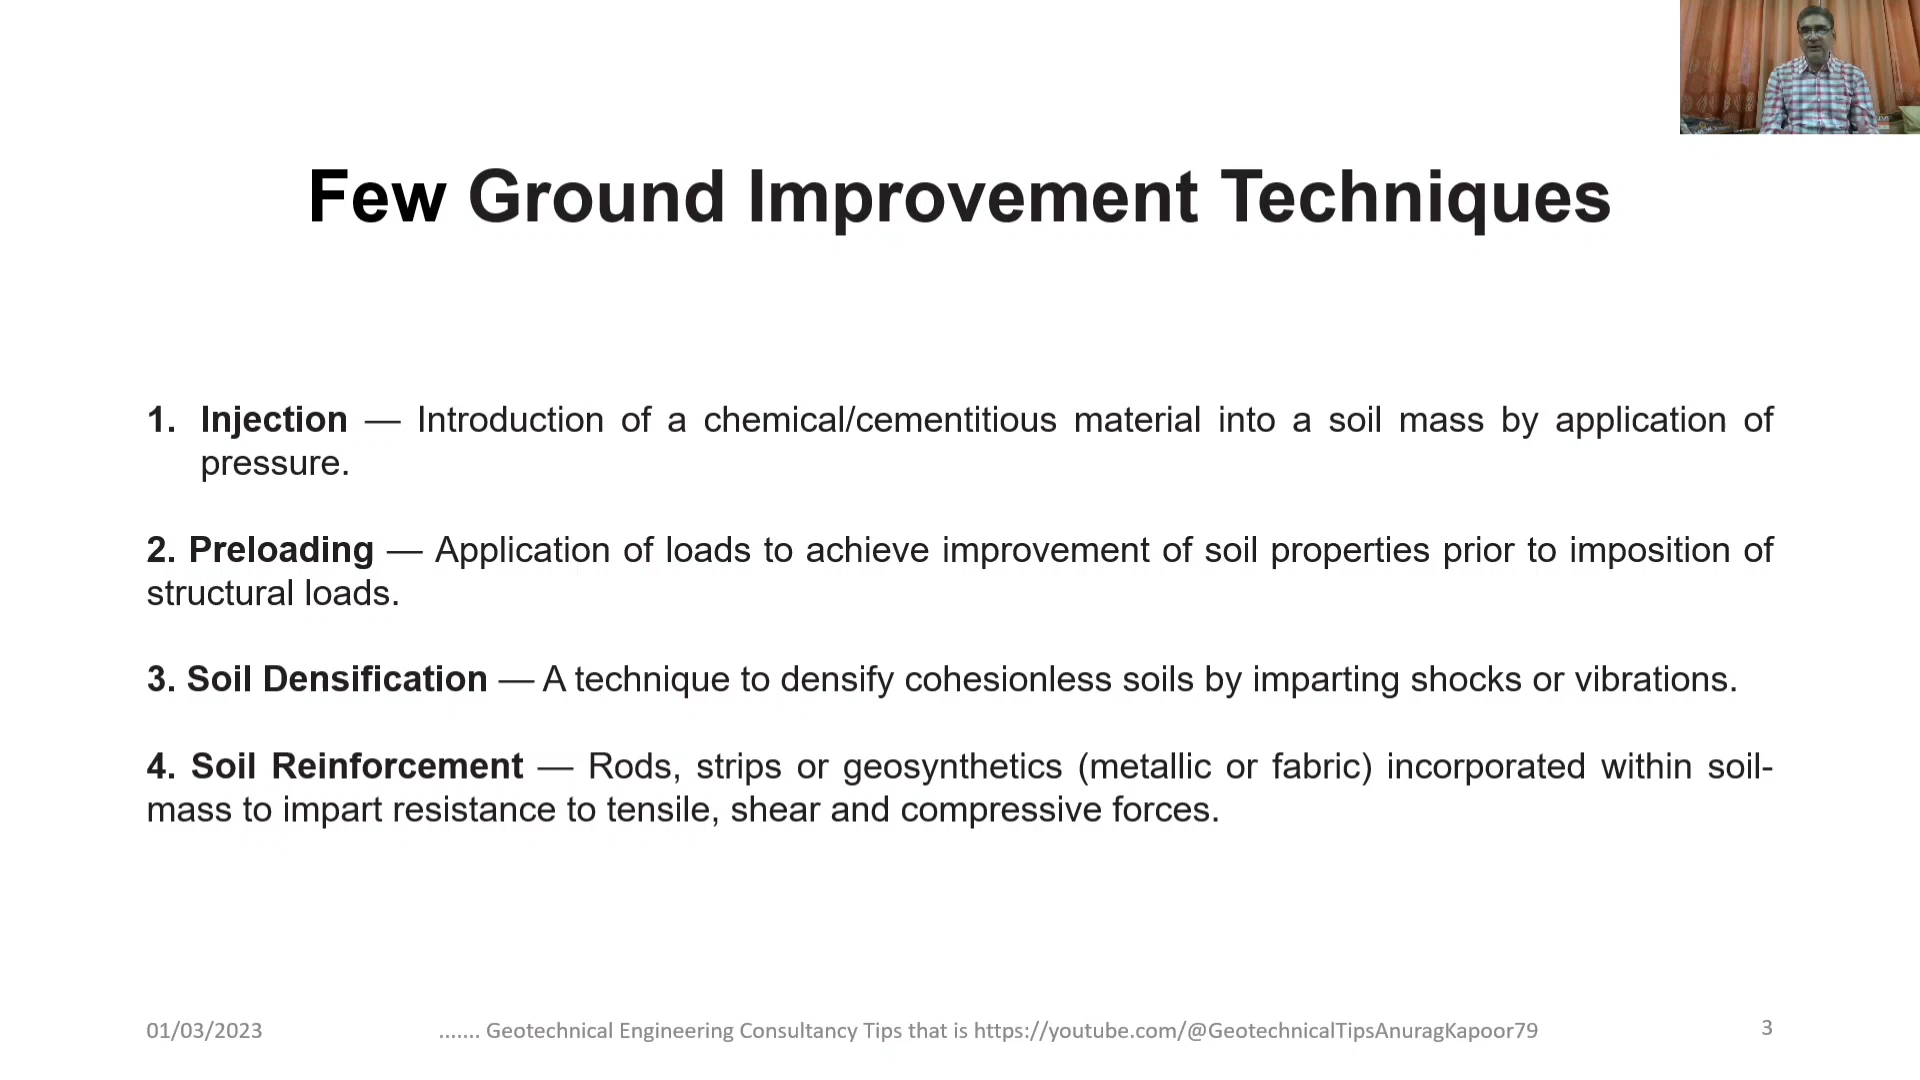 Few Ground Improvement Techniques
1. Injection — Introduction of a chemical/cementitious material into a soil mass by application of
pressure.
2. Preloading — Application of loads to achieve improvement of soil properties prior to imposition of
structural loads.
3. Soil Densification — A technique to densify cohesionless soils by imparting shocks or vibrations.
4. Soil Reinforcement — Rods, strips or geosynthetics (metallic or fabric) incorporated within soil-
mass to impart resistance to tensile, shear and compressive forces.
01/03/2023
....... Geotechnical Engineering Consultancy Tips that is https://youtube.com/@GeotechnicalTipsAnuragKapoor79
3